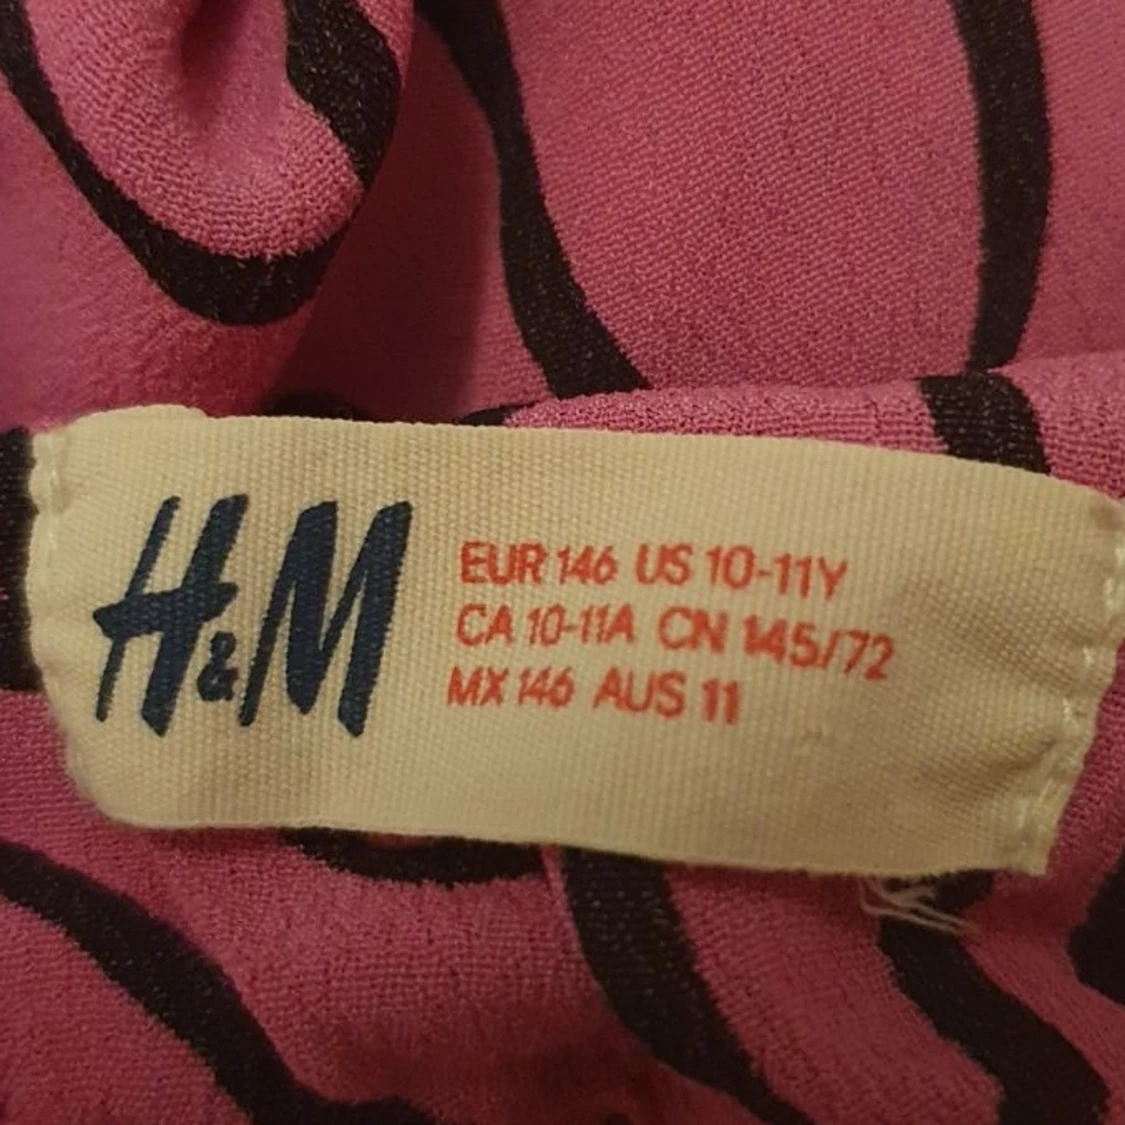 H&M
EUR 146 US 10-11Y
CA 10-11A CN 145/72
MX 146 AUS 11